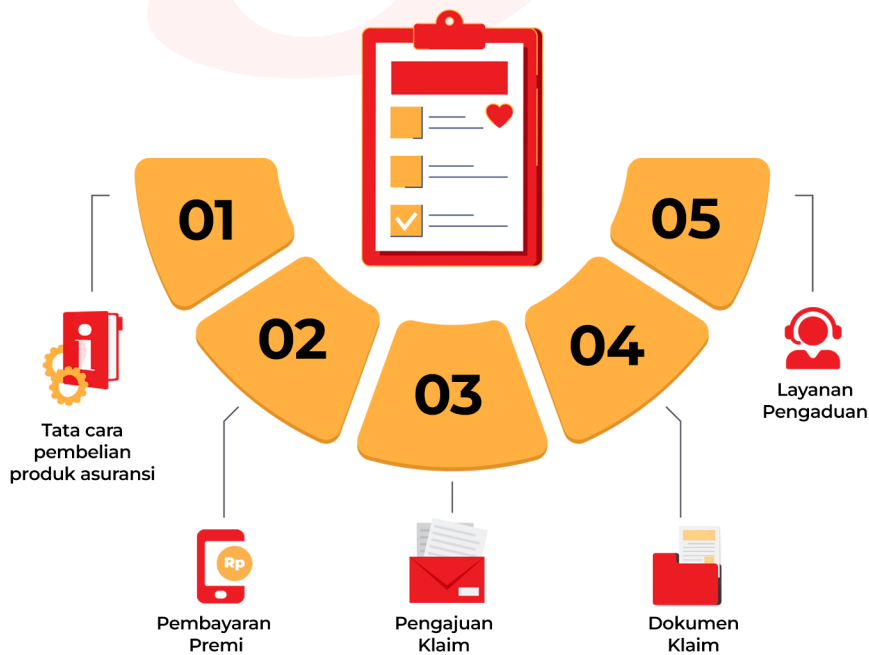 01
Tata cara
pembelian
produk asuransi
02
Rp
Pembayaran
Premi
03
Pengajuan
Klaim
04
Dokumen
Klaim
05
Layanan
Pengaduan